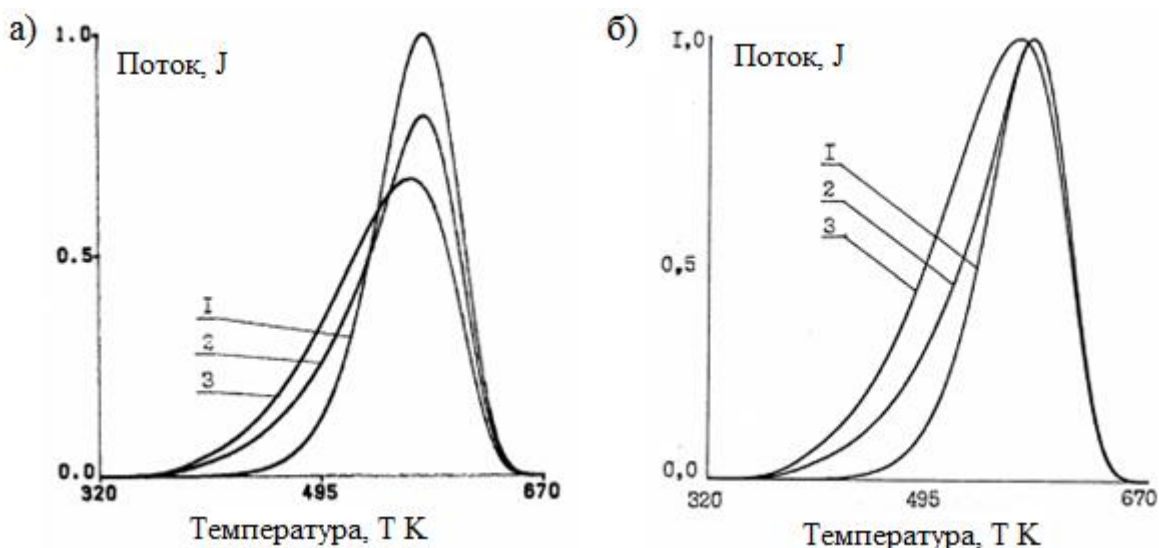 а)
1.0
Поток, J
0.5
I
2
3
0.0
320
495
670
Температура, T K
б)
I,0
Поток, J
I
2
3
0,5
0,0
320
495
670
Температура, T K